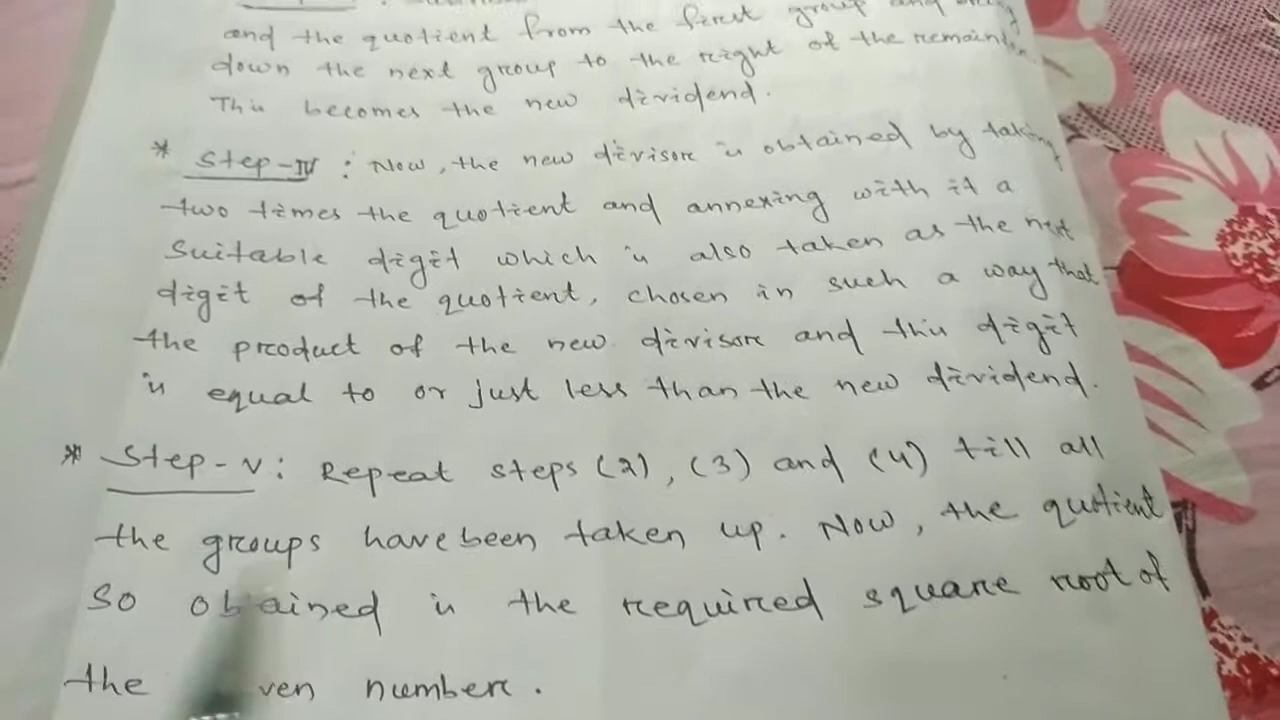 and the quotient from the first group and bring
down the next group to the right of the remainder
This becomes the new dividend.
* Step-IV : Now, the new divisor is obtained by taking
two times the quotient and annexing with it a
suitable digit which is also taken as the next
digit of the quotient, chosen in such a way that
the product of the new divisor and this digit
is equal to or just less than the new dividend.
* Step-V : Repeat steps (2), (3) and (4) till all
the groups have been taken up. Now, the quotient
so obtained is the required square root of
the ven number.